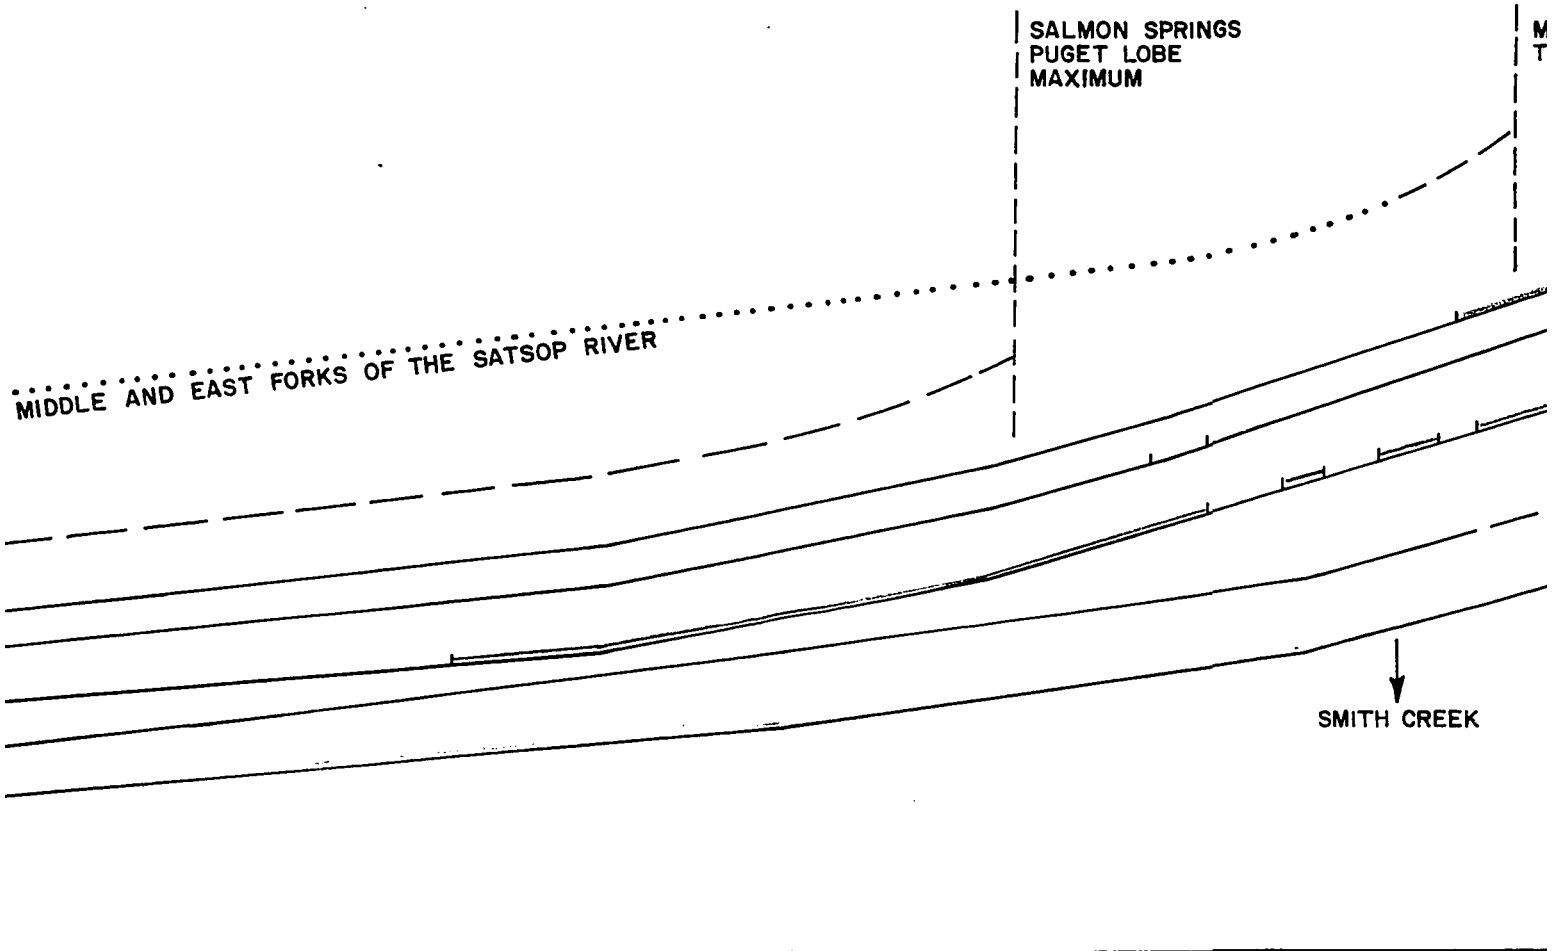 SALMON SPRINGS
PUGET LOBE
MAXIMUM
M
T
MIDDLE AND EAST FORKS OF THE SATSOP RIVER
SMITH CREEK